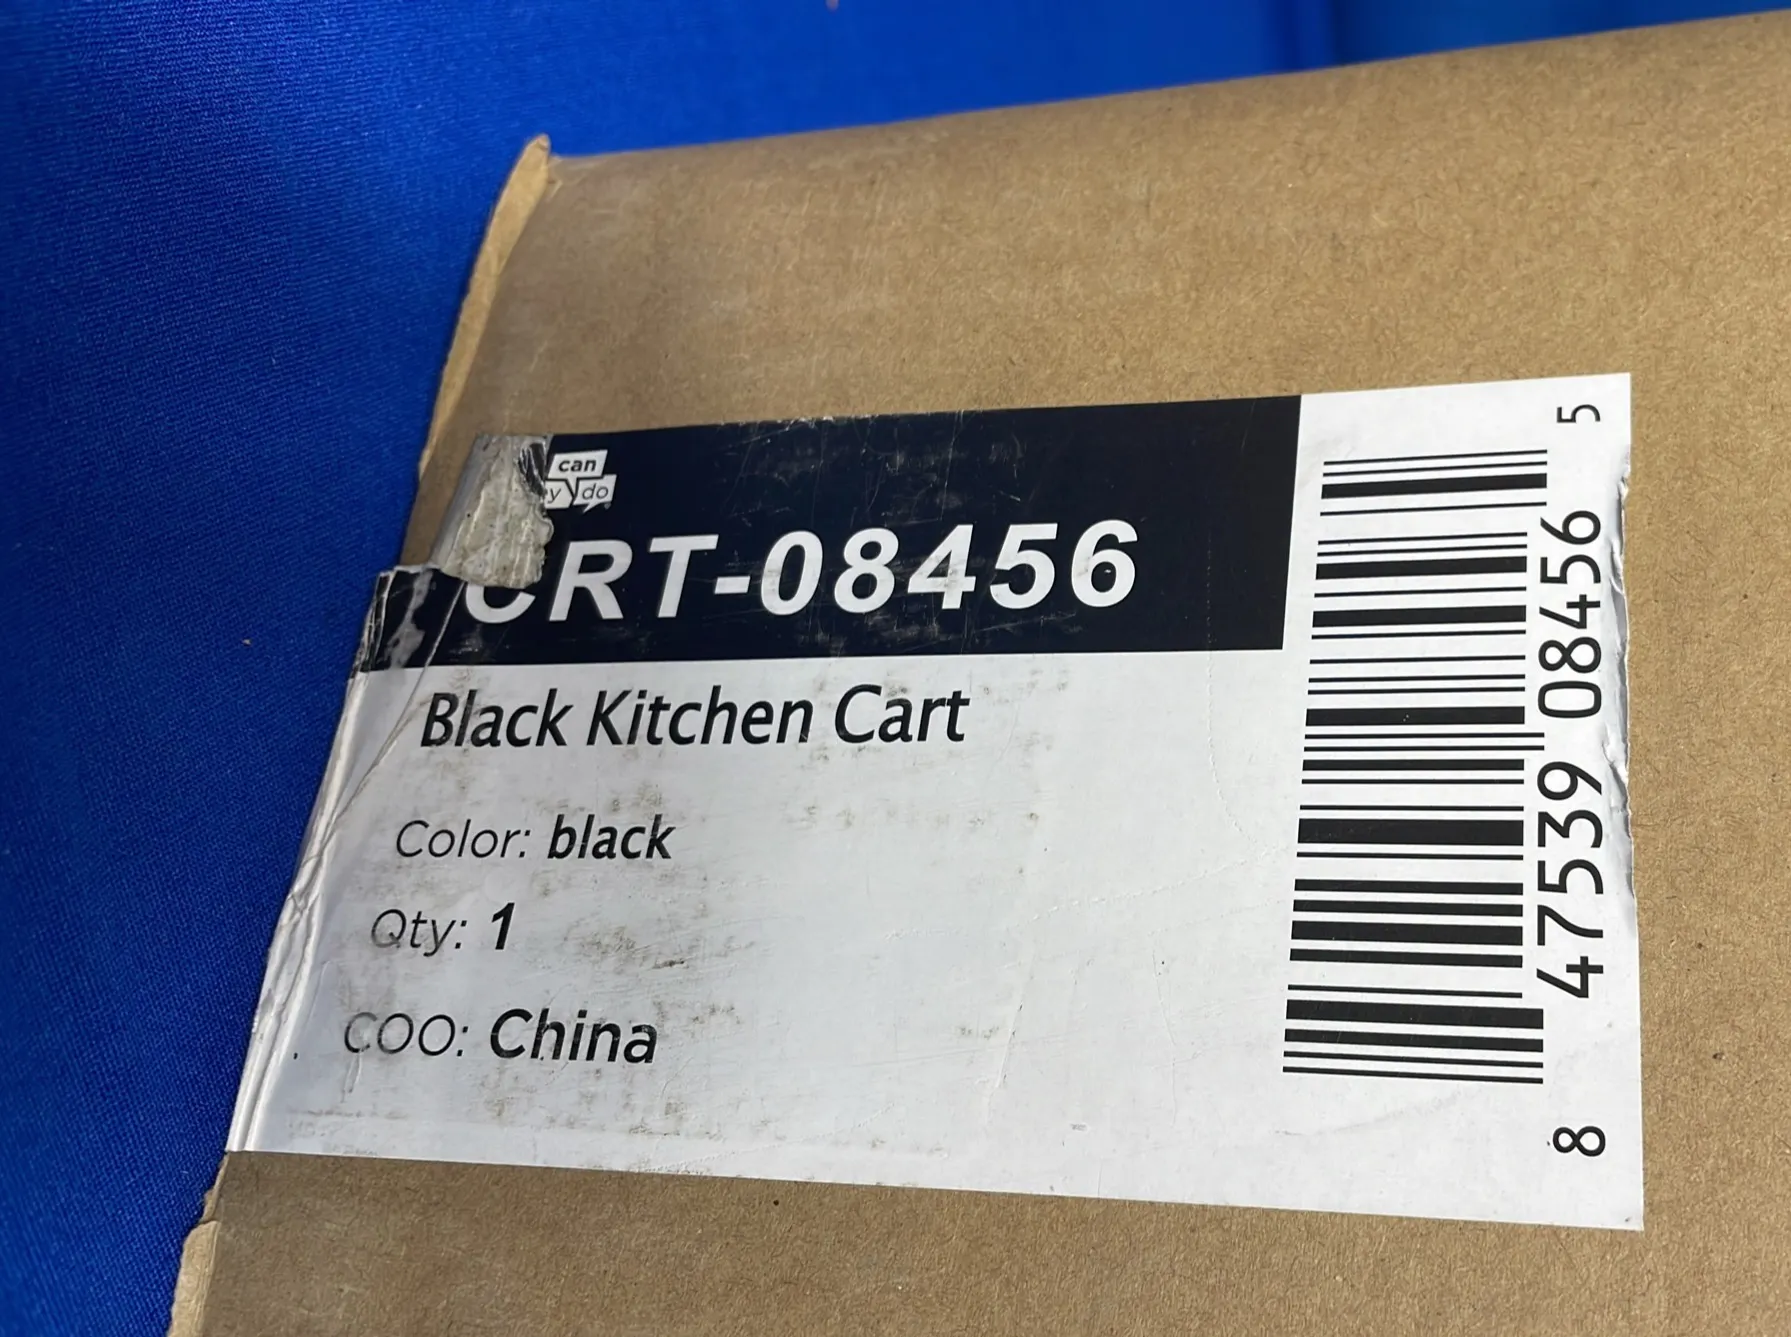 can
y do
CRT-08456
Black Kitchen Cart
Color: black
Qty: 1
COO: China
8 47539 08456 5